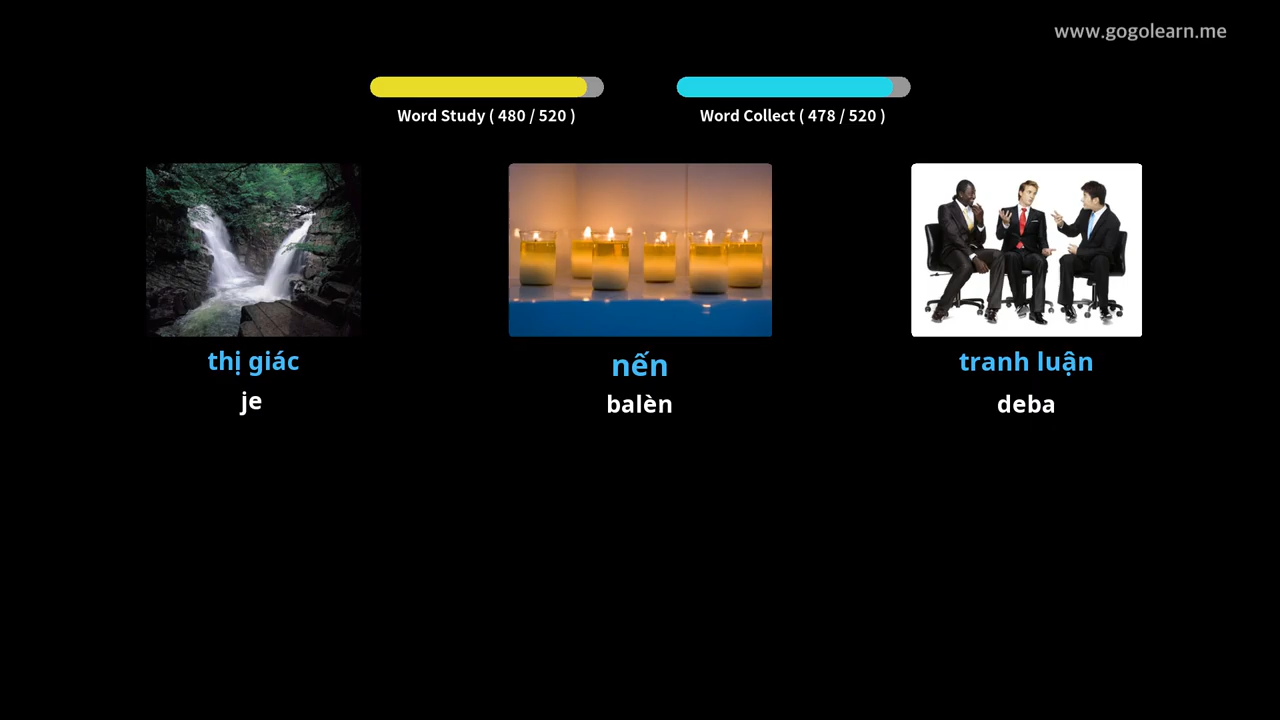 www.gogolearn.me
Word Study ( 480 / 520 )
Word Collect ( 478 / 520 )
thị giác
je
nến
balèn
tranh luận
deba